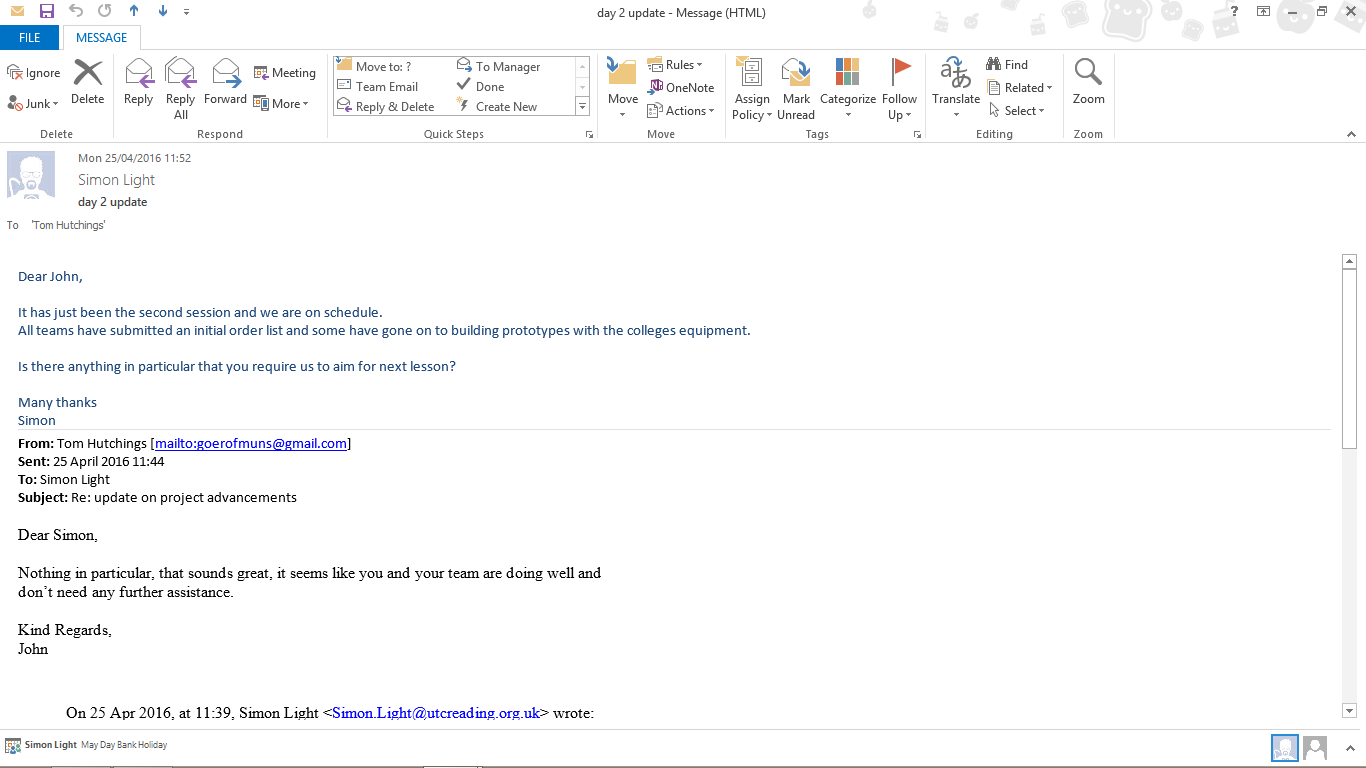 day 2 update - Message (HTML)
?
FILE
MESSAGE
Ignore
Junk
Delete
Delete
Reply
Reply All
Forward
Meeting
More
Respond
Move to: ?
To Manager
Team Email
Done
Reply & Delete
Create New
Quick Steps
Move
Rules
OneNote
Actions
Move
Assign Policy
Mark Unread
Categorize
Follow Up
Tags
Translate
Find
Related
Select
Editing
Zoom
Zoom
Mon 25/04/2016 11:52
Simon Light
day 2 update
To 'Tom Hutchings'
Dear John,
It has just been the second session and we are on schedule.
All teams have submitted an initial order list and some have gone on to building prototypes with the colleges equipment.
Is there anything in particular that you require us to aim for next lesson?
Many thanks
Simon
From: Tom Hutchings [mailto:goerofmuns@gmail.com]
Sent: 25 April 2016 11:44
To: Simon Light
Subject: Re: update on project advancements
Dear Simon,
Nothing in particular, that sounds great, it seems like you and your team are doing well and
don't need any further assistance.
Kind Regards,
John
On 25 Apr 2016, at 11:39, Simon Light <Simon.Light@utcreading.org.uk> wrote:
Simon Light May Day Bank Holiday